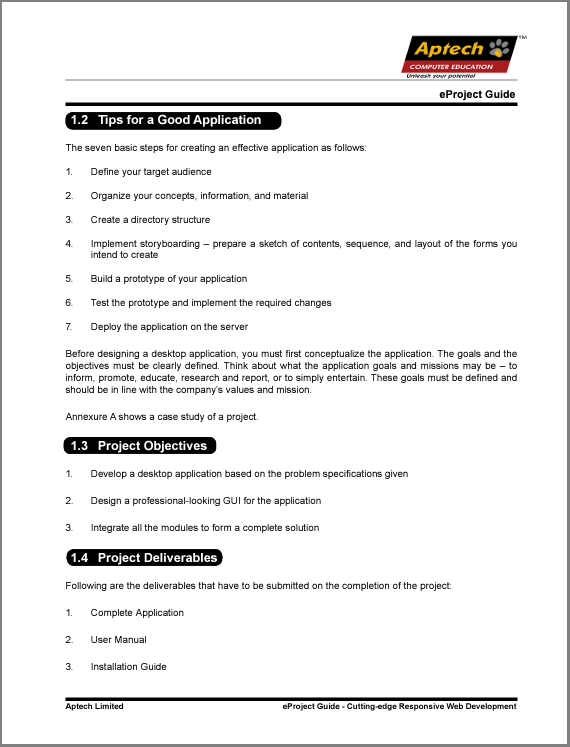 Aptech ™
COMPUTER EDUCATION
Unleash your potential
eProject Guide
1.2 Tips for a Good Application
The seven basic steps for creating an effective application as follows:
1. Define your target audience
2. Organize your concepts, information, and material
3. Create a directory structure
4. Implement storyboarding – prepare a sketch of contents, sequence, and layout of the forms you
intend to create
5. Build a prototype of your application
6. Test the prototype and implement the required changes
7. Deploy the application on the server
Before designing a desktop application, you must first conceptualize the application. The goals and the
objectives must be clearly defined. Think about what the application goals and missions may be – to
inform, promote, educate, research and report, or to simply entertain. These goals must be defined and
should be in line with the company's values and mission.
Annexure A shows a case study of a project.
1.3 Project Objectives
1. Develop a desktop application based on the problem specifications given
2. Design a professional-looking GUI for the application
3. Integrate all the modules to form a complete solution
1.4 Project Deliverables
Following are the deliverables that have to be submitted on the completion of the project:
1. Complete Application
2. User Manual
3. Installation Guide
Aptech Limited eProject Guide - Cutting-edge Responsive Web Development